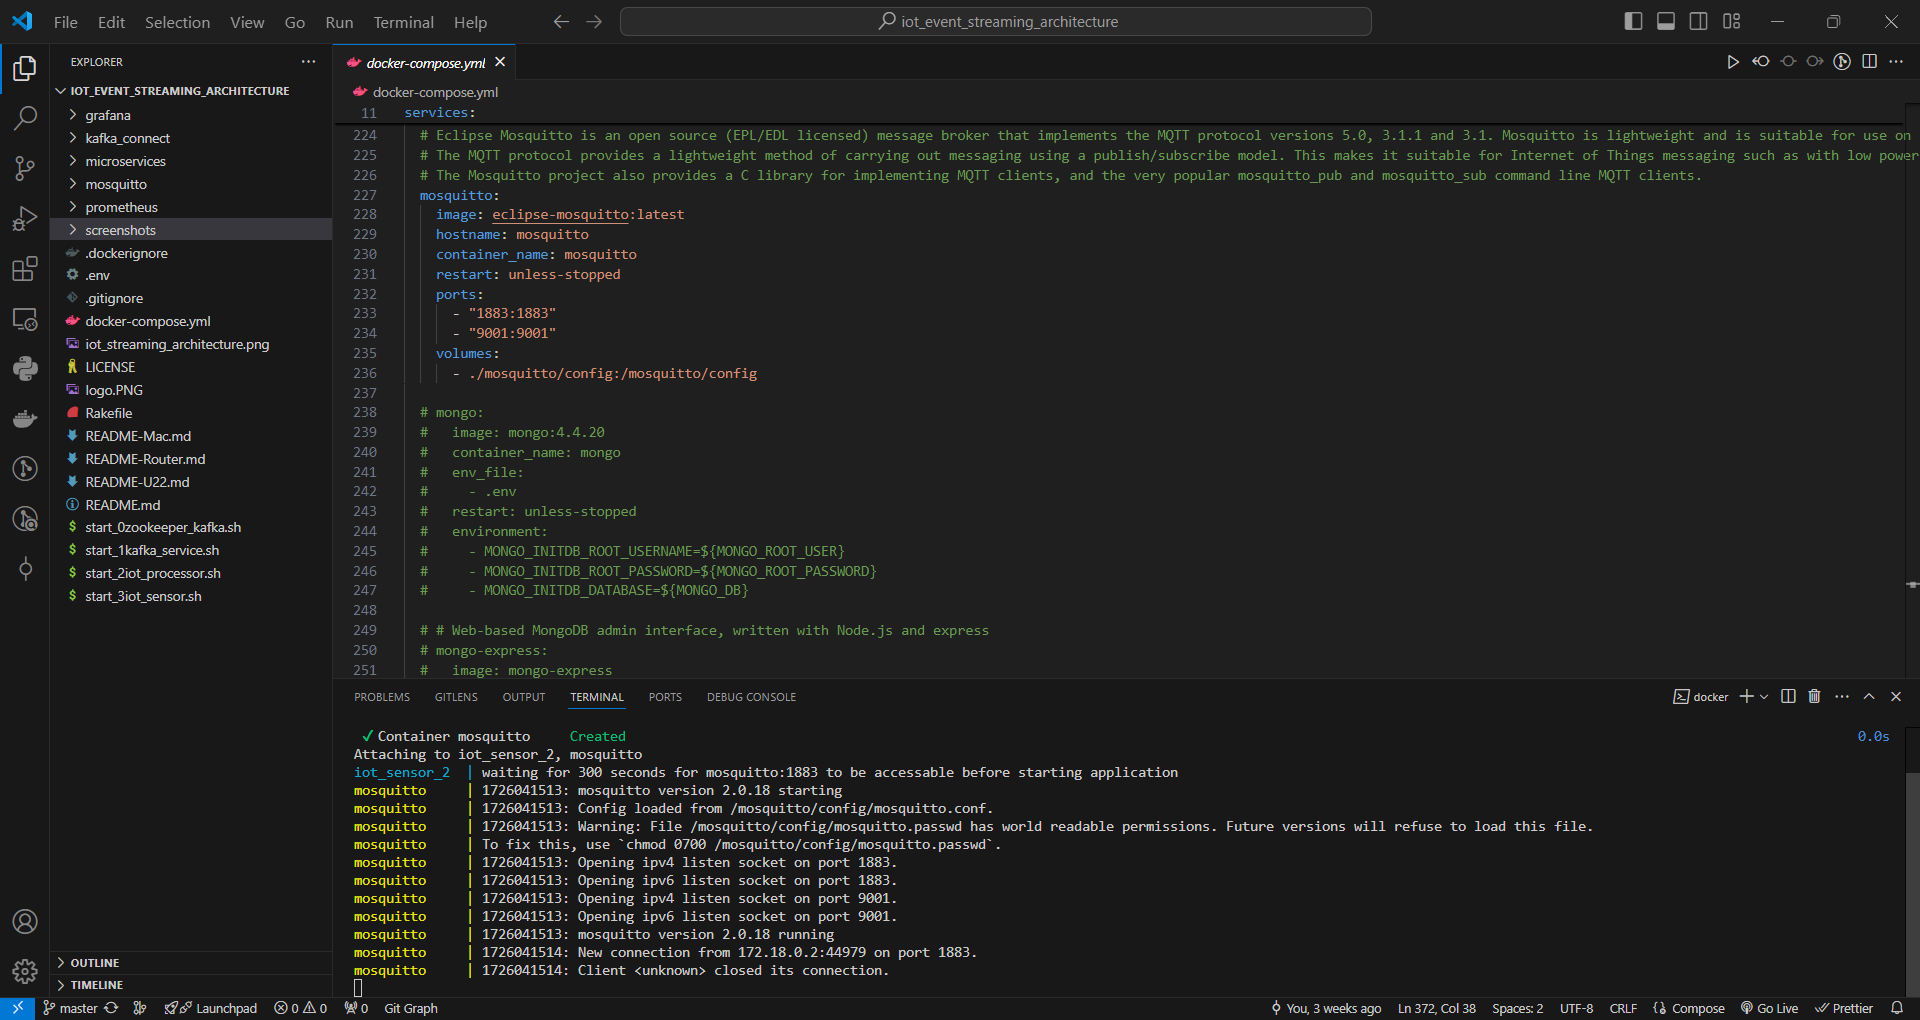 File Edit Selection View Go Run Terminal Help
iot_event_streaming_architecture
EXPLORER
IOT_EVENT_STREAMING_ARCHITECTURE
grafana
kafka_connect
microservices
mosquitto
prometheus
screenshots
.dockerignore
.env
.gitignore
docker-compose.yml
iot_streaming_architecture.png
LICENSE
logo.PNG
Rakefile
README-Mac.md
README-Router.md
README-U22.md
README.md
start_0zookeeper_kafka.sh
start_1kafka_service.sh
start_2iot_processor.sh
start_3iot_sensor.sh
OUTLINE
TIMELINE
docker-compose.yml
docker-compose.yml
11 services:
224 # Eclipse Mosquitto is an open source (EPL/EDL licensed) message broker that implements the MQTT protocol versions 5.0, 3.1.1 and 3.1. Mosquitto is lightweight and is suitable for use on
225 # The MQTT protocol provides a lightweight method of carrying out messaging using a publish/subscribe model. This makes it suitable for Internet of Things messaging such as with low power
226 # The Mosquitto project also provides a C library for implementing MQTT clients, and the very popular mosquitto_pub and mosquitto_sub command line MQTT clients.
227 mosquitto:
228 image: eclipse-mosquitto:latest
229 hostname: mosquitto
230 container_name: mosquitto
231 restart: unless-stopped
232 ports:
233 - "1883:1883"
234 - "9001:9001"
235 volumes:
236 - ./mosquitto/config:/mosquitto/config
237
238 # mongo:
239 # image: mongo:4.4.20
240 # container_name: mongo
241 # env_file:
242 # - .env
243 # restart: unless-stopped
244 # environment:
245 # - MONGO_INITDB_ROOT_USERNAME=${MONGO_ROOT_USER}
246 # - MONGO_INITDB_ROOT_PASSWORD=${MONGO_ROOT_PASSWORD}
247 # - MONGO_INITDB_DATABASE=${MONGO_DB}
248
249 # # Web-based MongoDB admin interface, written with Node.js and express
250 # mongo-express:
251 # image: mongo-express
PROBLEMS GITLENS OUTPUT TERMINAL PORTS DEBUG CONSOLE
docker
✓ Container mosquitto Created 0.0s
Attaching to iot_sensor_2, mosquitto
iot_sensor_2 | waiting for 300 seconds for mosquitto:1883 to be accessable before starting application
mosquitto | 1726041513: mosquitto version 2.0.18 starting
mosquitto | 1726041513: Config loaded from /mosquitto/config/mosquitto.conf.
mosquitto | 1726041513: Warning: File /mosquitto/config/mosquitto.passwd has world readable permissions. Future versions will refuse to load this file.
mosquitto | To fix this, use `chmod 0700 /mosquitto/config/mosquitto.passwd`.
mosquitto | 1726041513: Opening ipv4 listen socket on port 1883.
mosquitto | 1726041513: Opening ipv6 listen socket on port 1883.
mosquitto | 1726041513: Opening ipv4 listen socket on port 9001.
mosquitto | 1726041513: Opening ipv6 listen socket on port 9001.
mosquitto | 1726041513: mosquitto version 2.0.18 running
mosquitto | 1726041514: New connection from 172.18.0.2:44979 on port 1883.
mosquitto | 1726041514: Client <unknown> closed its connection.
master Launchpad 0 0 0 Git Graph You, 3 weeks ago Ln 372, Col 38 Spaces: 2 UTF-8 CRLF Compose Go Live Prettier